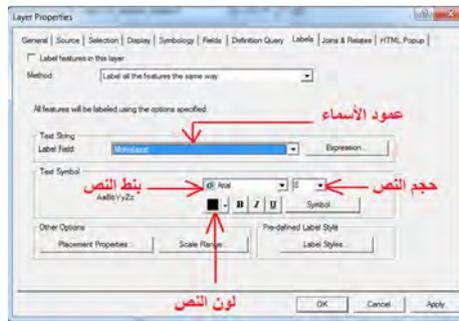 Layer Properties
General | Source | Selection | Display | Symbology | Fields | Definition Query | Labels | Joins & Relates | HTML Popup
Label features in this layer
Method: Label all the features the same way
All features will be labeled using the options specified.
عمود الأسماء
Text String
Label Field: Expression...
Text Symbol
AaBbYyZz
بنط النص
Arial 8
حجم النص
B I U Symbol...
Other Options
Pre-defined Label Style
Placement Properties... Scale Range... Label Styles...
لون النص
OK Cancel Apply